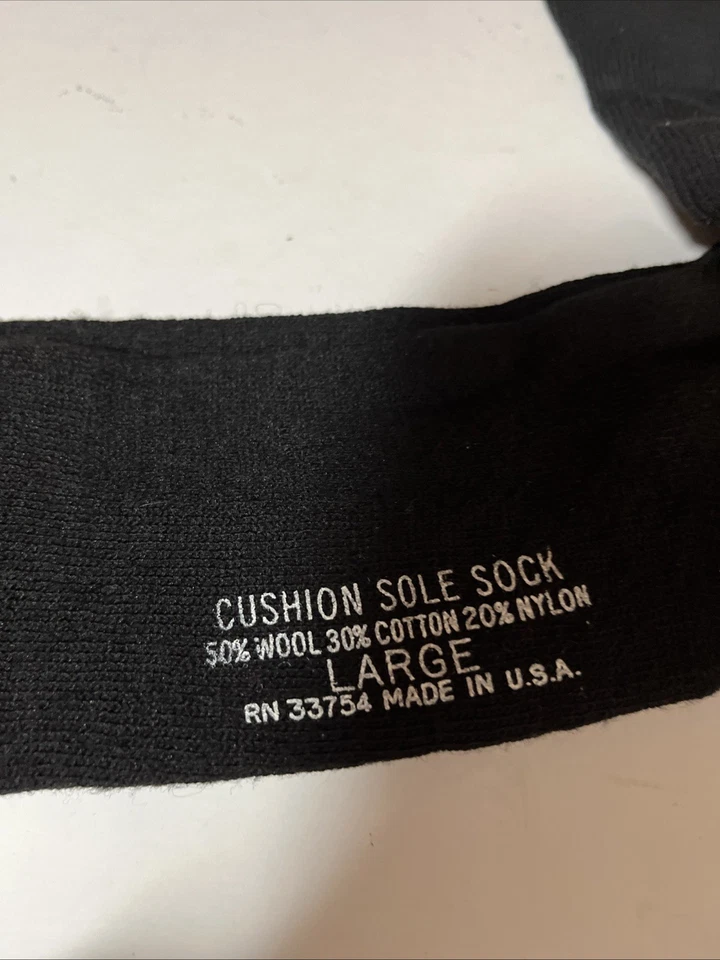 CUSHION SOLE SOCK
50% WOOL 30% COTTON 20% NYLON
LARGE
RN 33754 MADE IN U.S.A.